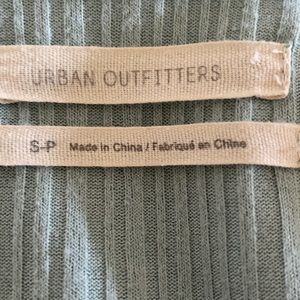 URBAN OUTFITTERS
S-P Made in China / Fabriqué en Chine